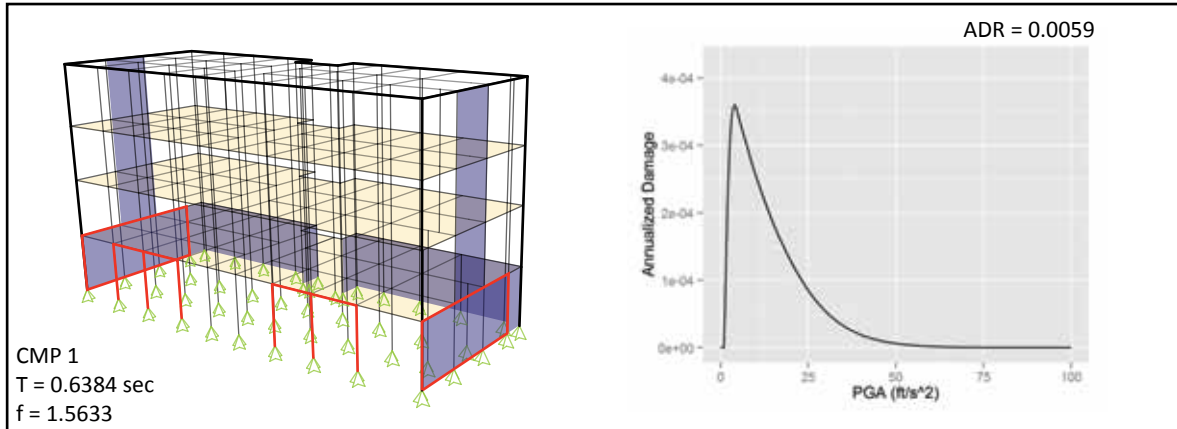 ADR = 0.0059
CMP 1
T = 0.6384 sec
f = 1.5633
Annualized Damage
4e-04
3e-04
2e-04
1e-04
0e+00
0
25
50
75
100
PGA (ft/s^2)